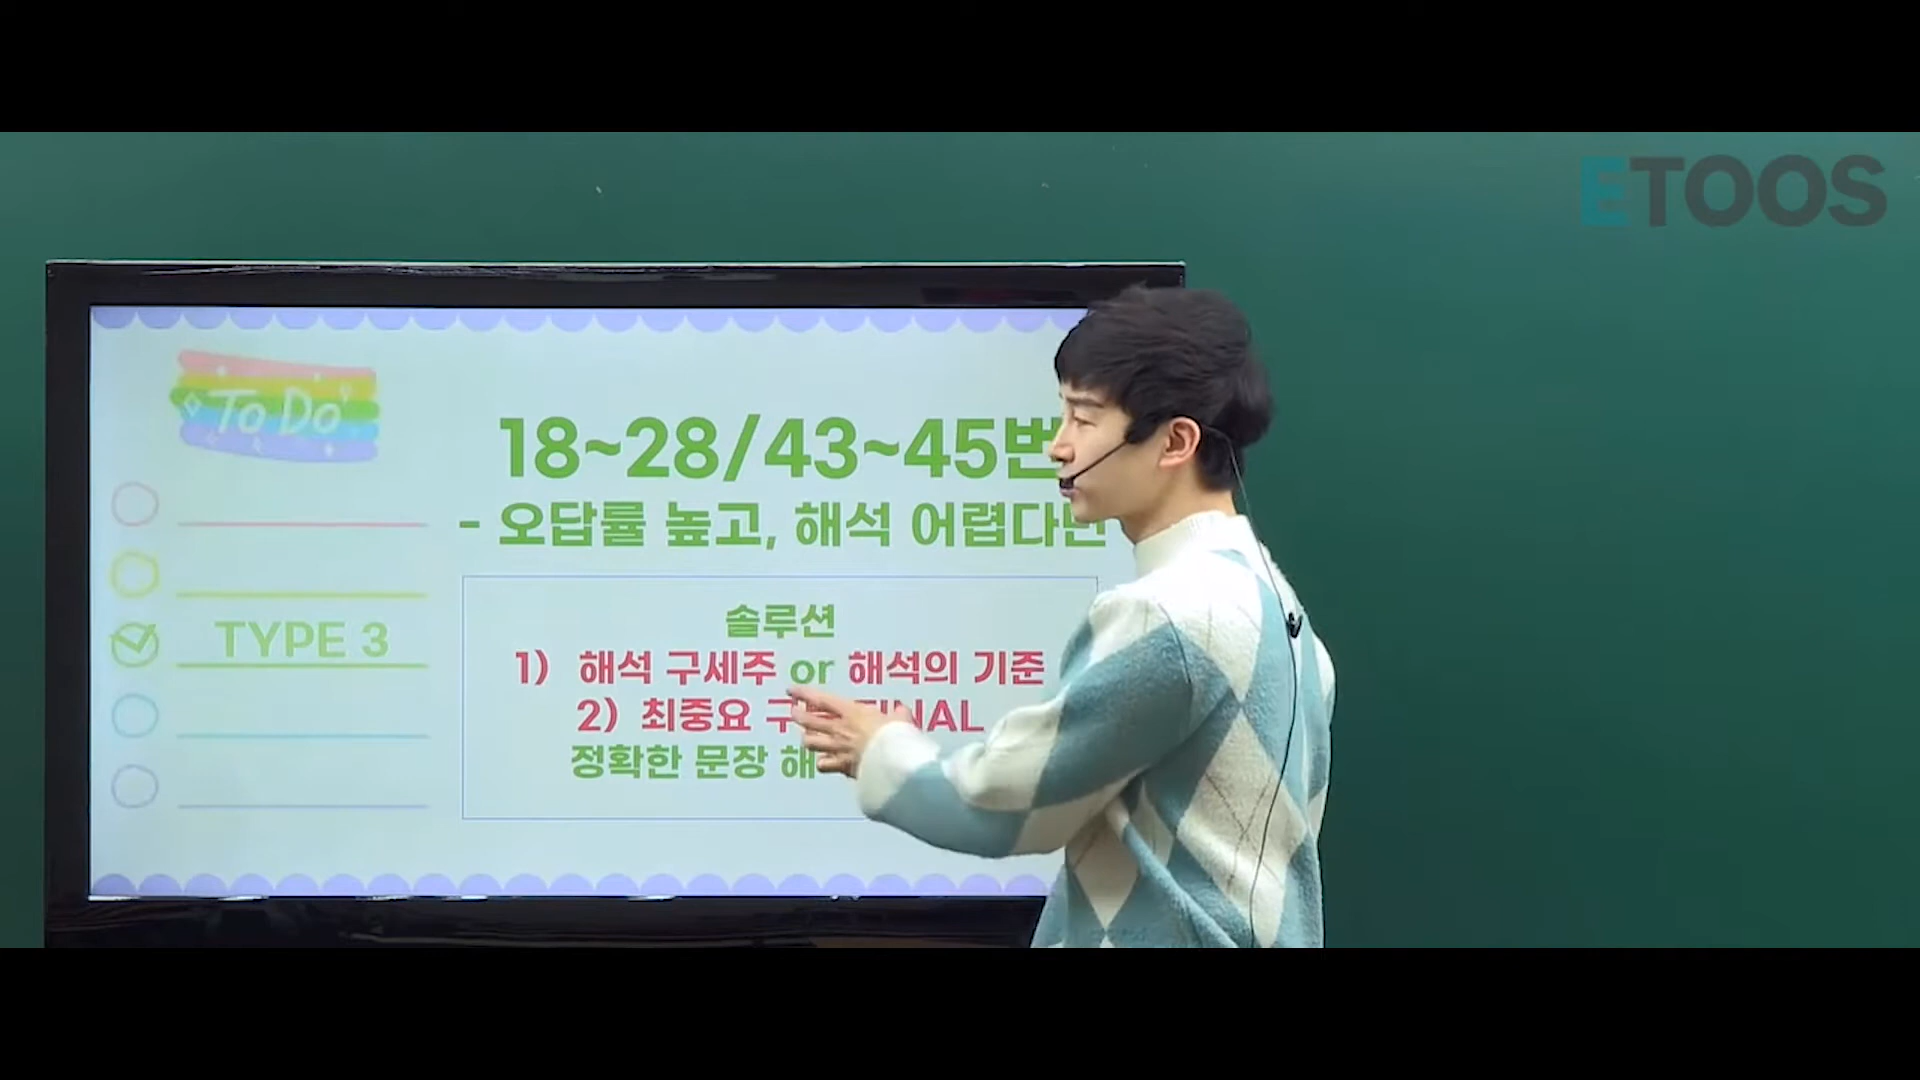 ETOOS
To Do
18~28/43~45번
- 오답률 높고, 해석 어렵다면
TYPE 3
솔루션
1) 해석 구세주 or 해석의 기준
2) 최중요 FINAL
정확한 문장